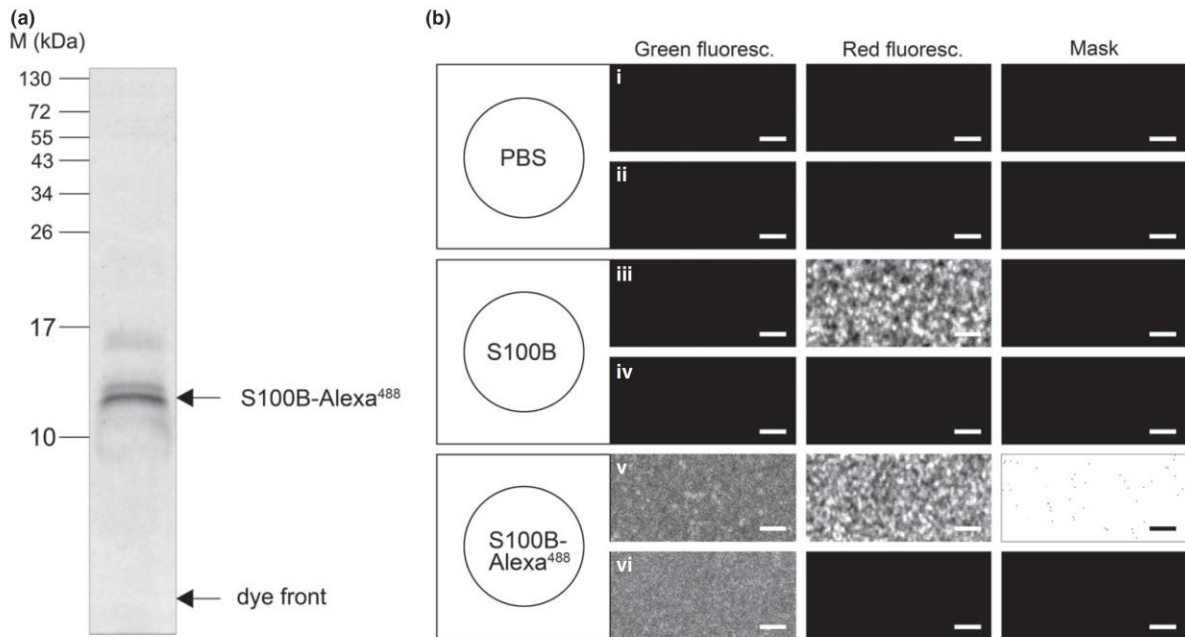 (a)
M (kDa)
130
72
55
43
34
26
17
10
S100B-Alexa⁴⁸⁸
dye front
(b)
Green fluoresc. Red fluoresc. Mask
PBS
i
ii
S100B
iii
iv
S100B-
Alexa⁴⁸⁸
v
vi